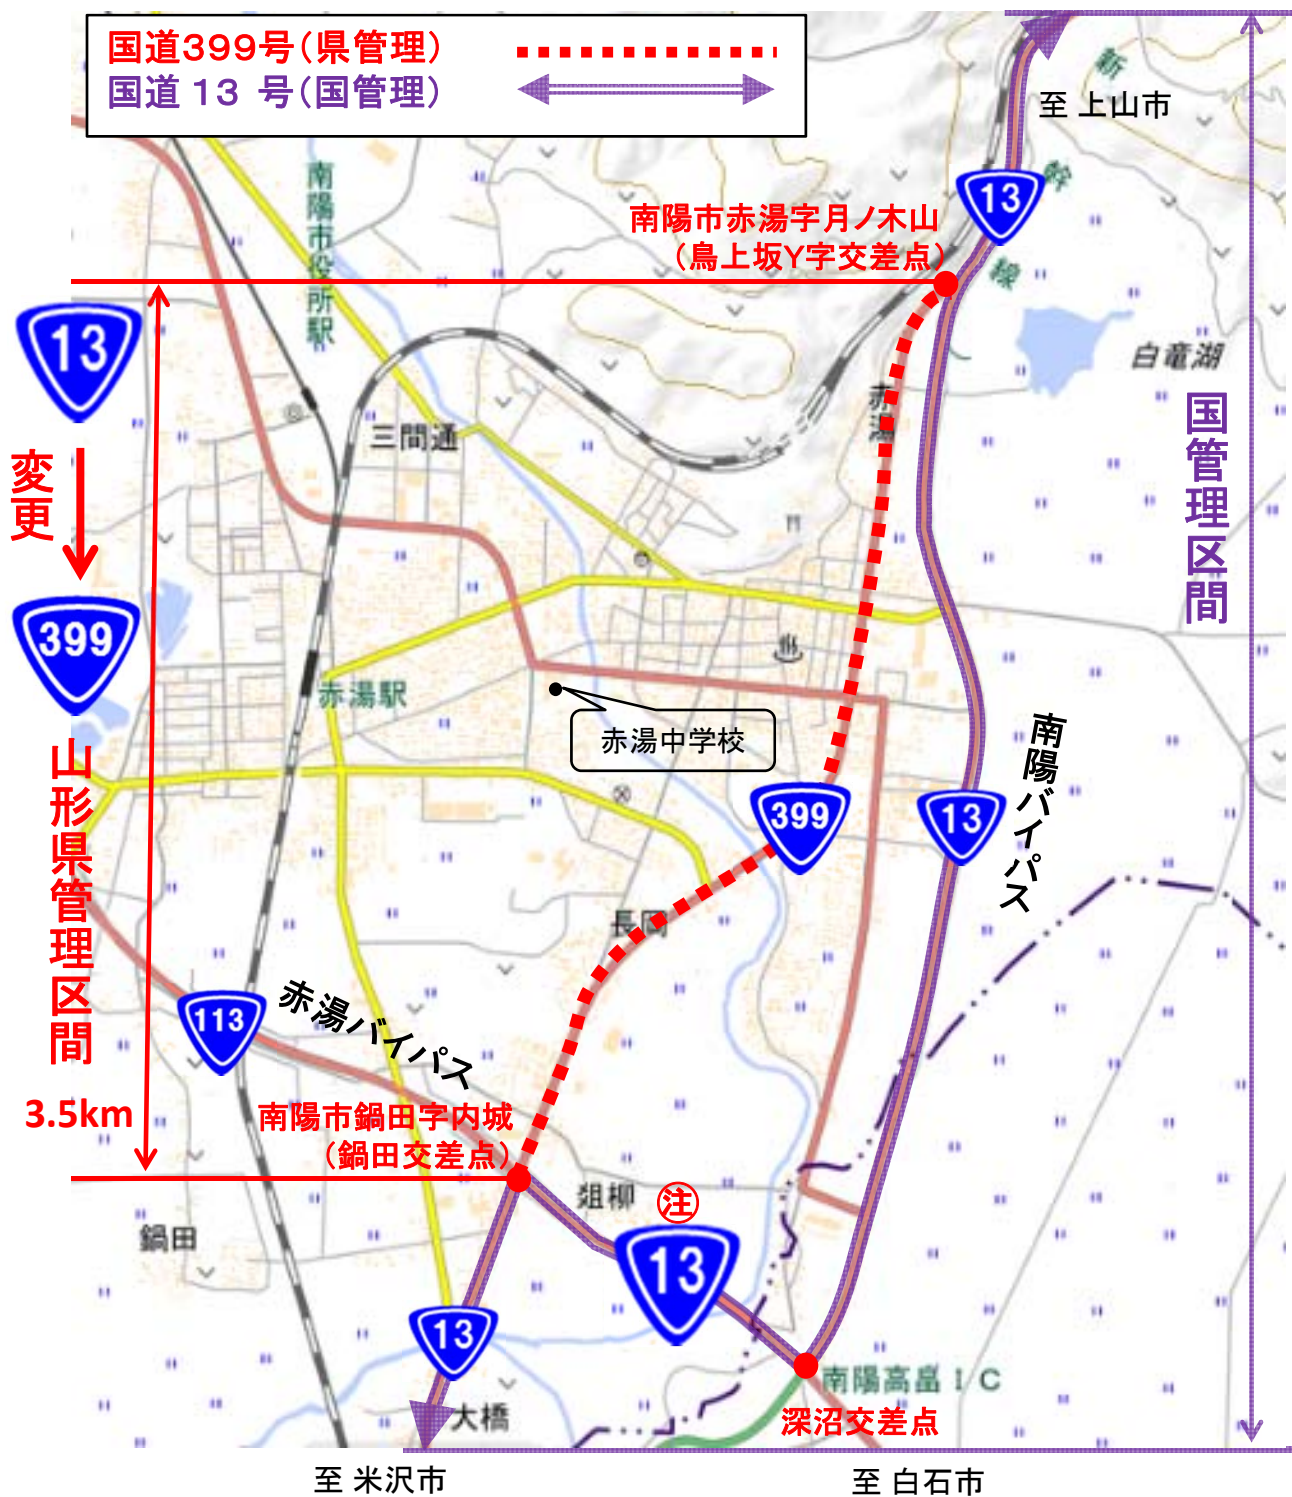 国道399号(県管理)
国道 13 号(国管理)
至 上山市
新
幹
線
13
南陽市役所駅
南陽市赤湯字月ノ木山
(鳥上坂Y字交差点)
13
白竜湖
赤湯
三間通
変更
国管理区間
399
赤湯駅
赤湯中学校
南陽バイパス
山形県管理区間
399
13
長岡
赤湯バイパス
113
3.5km
南陽市鍋田字内城
(鍋田交差点)
爼柳
注
鍋田
13
13
大橋
南陽高畠IC
深沼交差点
至 米沢市
至 白石市